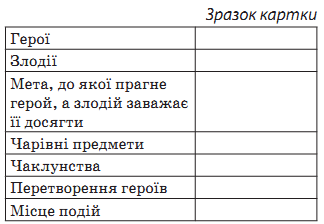 Зразок картки
Герої
Злодії
Мета, до якої прагне
герой, а злодій заважає
її досягти
Чарівні предмети
Чаклунства
Перетворення героїв
Місце подій